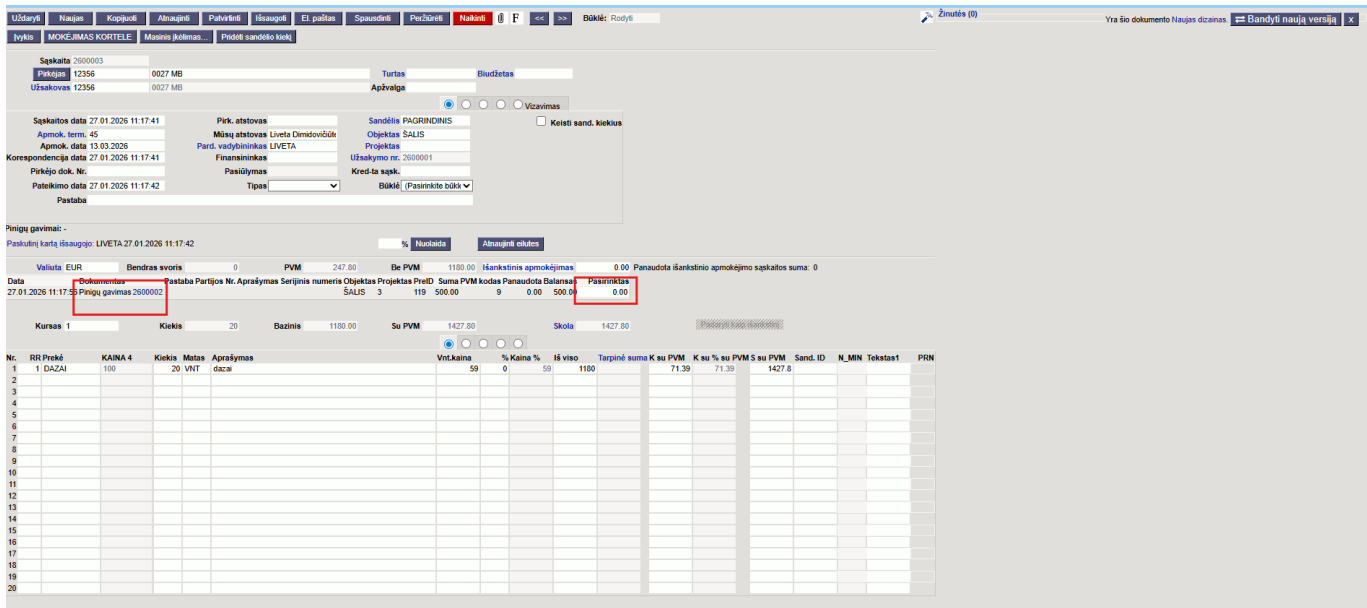 Uždaryti Naujas Kopijuoti Atnaujinti Patvirtinti Išsaugoti El. paštas Spausdinti Peržiūrėti Naikinti F << >> Būklė: Rodyti
Žinutės (0)
Yra šio dokumento Naujas dizainas. Bandyti naują versiją x
Įvykis MOKĖJIMAS KORTELE Masinis įkėlimas... Pridėti sandėlio kiekį
Sąskaita 2600003
Pirkėjas 12356 0027 MB Turtas Biudžetas
Užsakovas 12356 0027 MB Apžvalga
Vizavimas
Sąskaitos data 27.01.2026 11:17:41 Pirk. atstovas Sandėlis PAGRINDINIS Keisti sand. kiekius
Apmok. term. 45 Mūsų atstovas Liveta Dimidovičiūte Objektas ŠALIS
Apmok. data 13.03.2026 Pard. vadybininkas LIVETA Projektas
Korespondencija data 27.01.2026 11:17:41 Finansininkas Užsakymo nr. 2600001
Pirkėjo dok. Nr. Pasiūlymas Kred-ta sąsk.
Pateikimo data 27.01.2026 11:17:42 Tipas Būklė (Pasirinkite būkl
Pastaba
Pinigų gavimai: -
Paskutinį kartą išsaugojo: LIVETA 27.01.2026 11:17:42 % Nuolaida Atnaujinti eilutes
Valiuta EUR Bendras svoris 0 PVM 247.80 Be PVM 1180.00 Išankstinis apmokėjimas 0.00 Panaudota išankstinio apmokėjimo sąskaitos suma: 0
Data Dokumentas Pastaba Partijos Nr. Aprašymas Serijinis numeris Objektas Projektas PreID Suma PVM kodas Panaudota Balansas Pasirinktas
27.01.2026 11:17:55 Pinigų gavimas 2600002 ŠALIS 3 119 500.00 9 0.00 500.00 0.00
Kursas 1 Kiekis 20 Bazinis 1180.00 Su PVM 1427.80 Skola 1427.80 Padaryti kaip išankstinį
Nr. RR Prekė KAINA 4 Kiekis Matas Aprašymas Vnt.kaina % Kaina % Iš viso Tarpinė suma K su PVM K su % su PVM S su PVM Sand. ID N_MIN Tekstas1 PRN
1 1 DAZAI 100 20 VNT dazai 59 0 59 1180 71.39 71.39 1427.8
2
3
4
5
6
7
8
9
10
11
12
13
14
15
16
17
18
19
20